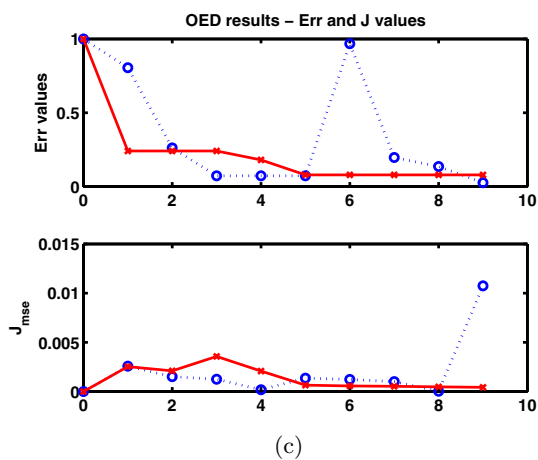 OED results – Err and J values
Err values
1
0.5
0
0 2 4 6 8 10
J_mse
0.015
0.01
0.005
0
0 2 4 6 8 10
(c)